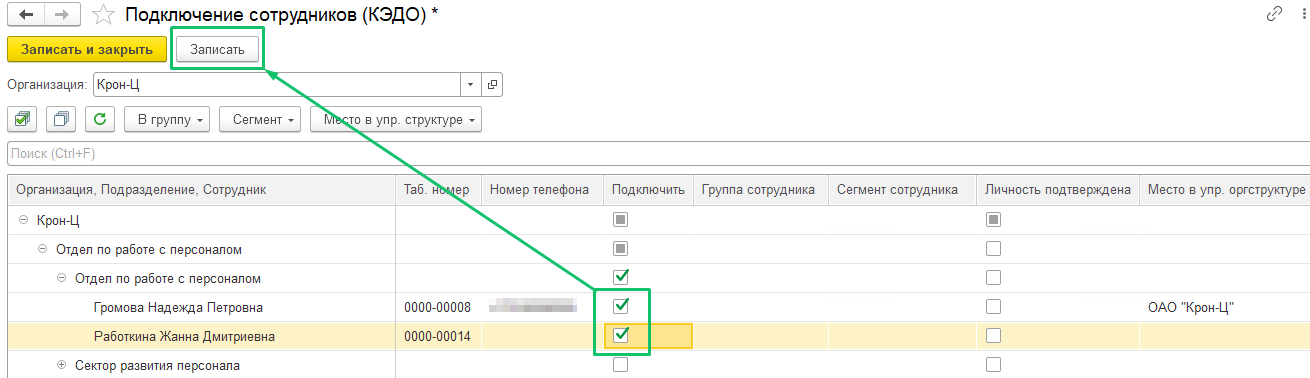 Подключение сотрудников (КЭДО) *
Записать и закрыть Записать
Организация: Крон-Ц
В группу Сегмент Место в упр. структуре
Поиск (Ctrl+F)
Организация, Подразделение, Сотрудник Таб. номер Номер телефона Подключить Группа сотрудника Сегмент сотрудника Личность подтверждена Место в упр. оргструктуре
Крон-Ц
Отдел по работе с персоналом
Отдел по работе с персоналом
Громова Надежда Петровна 0000-00008 ОАО "Крон-Ц"
Работкина Жанна Дмитриевна 0000-00014
Сектор развития персонала